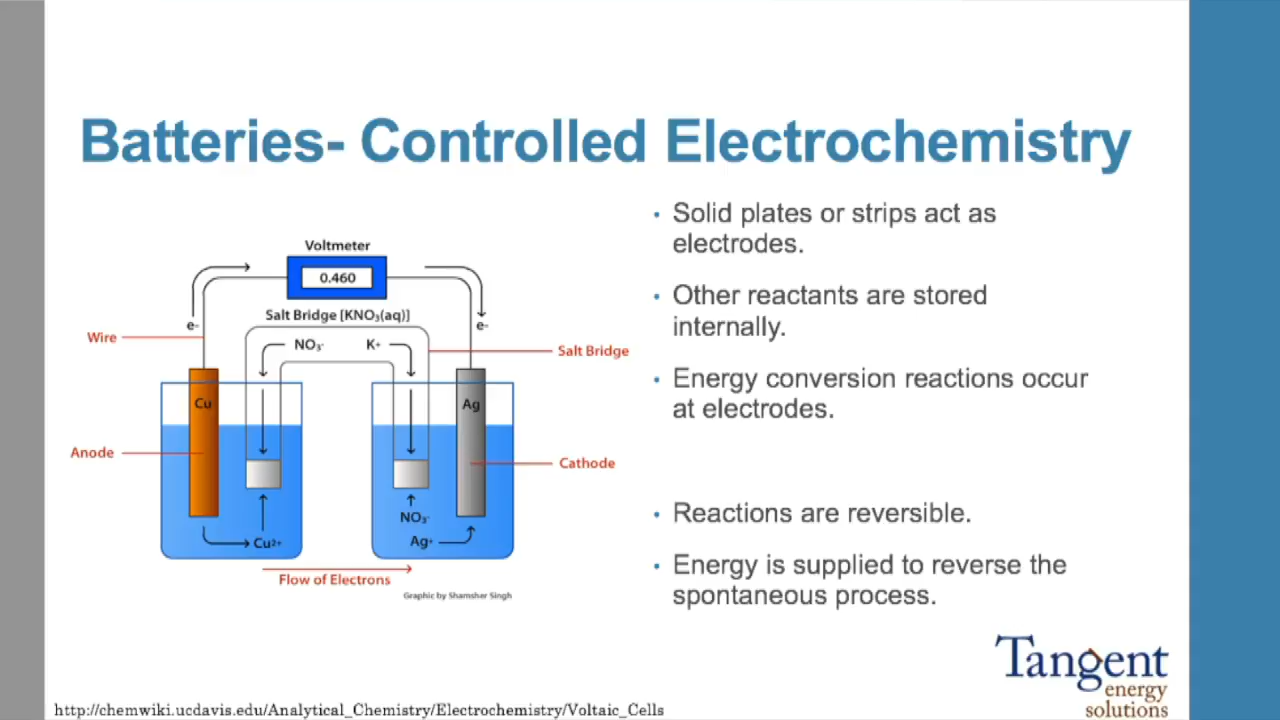 Batteries- Controlled Electrochemistry
Voltmeter
0.460
Salt Bridge [KNO₃(aq)]
e-
e-
Wire
NO₃⁻
K+
Salt Bridge
Cu
Ag
Anode
Cathode
NO₃⁻
Cu²⁺
Ag+
Flow of Electrons
Graphic by Shamsher Singh
• Solid plates or strips act as
electrodes.
• Other reactants are stored
internally.
• Energy conversion reactions occur
at electrodes.
• Reactions are reversible.
• Energy is supplied to reverse the
spontaneous process.
Tangent
energy
solutions
http://chemwiki.ucdavis.edu/Analytical_Chemistry/Electrochemistry/Voltaic_Cells